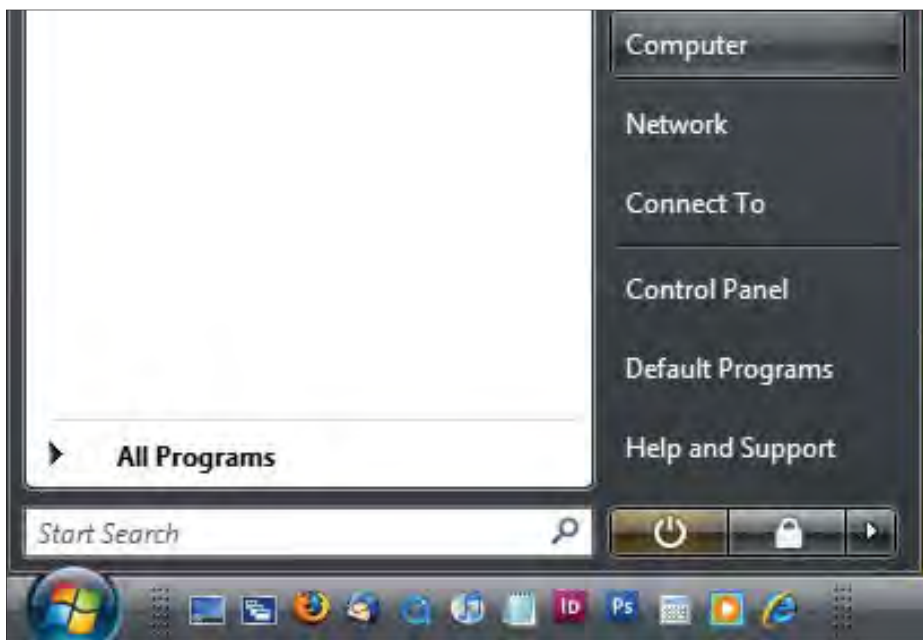 Computer
Network
Connect To
Control Panel
Default Programs
Help and Support
All Programs
Start Search
ID Ps